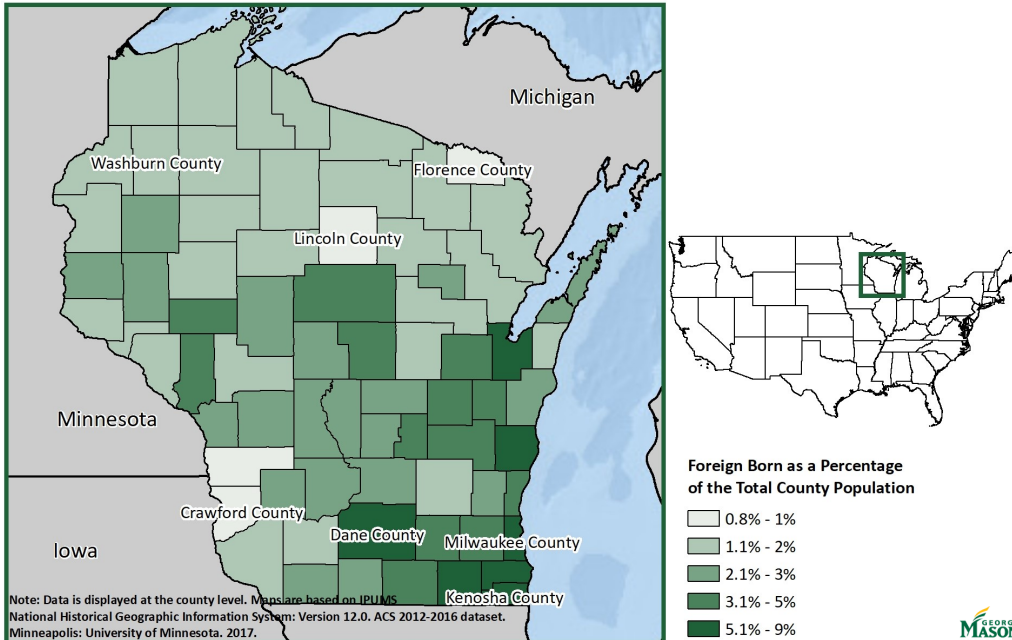 Michigan
Washburn County
Florence County
Lincoln County
Minnesota
Crawford County
Dane County
Milwaukee County
Iowa
Kenosha County
Note: Data is displayed at the county level. Maps are based on IPUMS
National Historical Geographic Information System: Version 12.0. ACS 2012-2016 dataset.
Minneapolis: University of Minnesota. 2017.
Foreign Born as a Percentage
of the Total County Population
0.8% - 1%
1.1% - 2%
2.1% - 3%
3.1% - 5%
5.1% - 9%